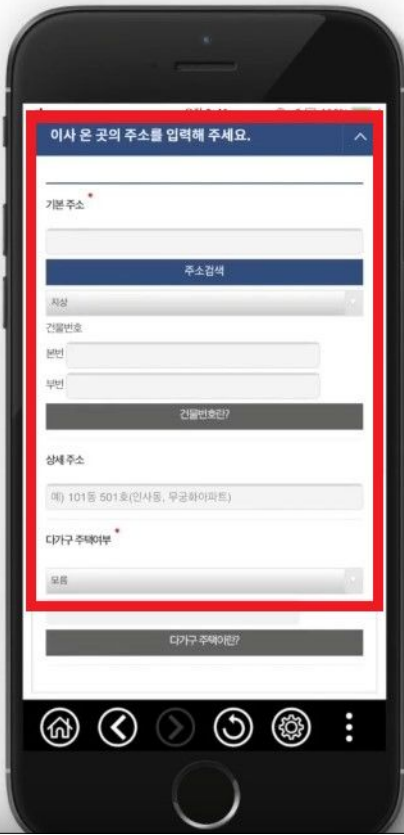 이사 온 곳의 주소를 입력해 주세요.
기본 주소 *
주소검색
지상
건물번호
본번
부번
건물번호란?
상세 주소
예) 101동 501호(인사동, 무궁화아파트)
다가구 주택여부 *
모름
다가구 주택이란?